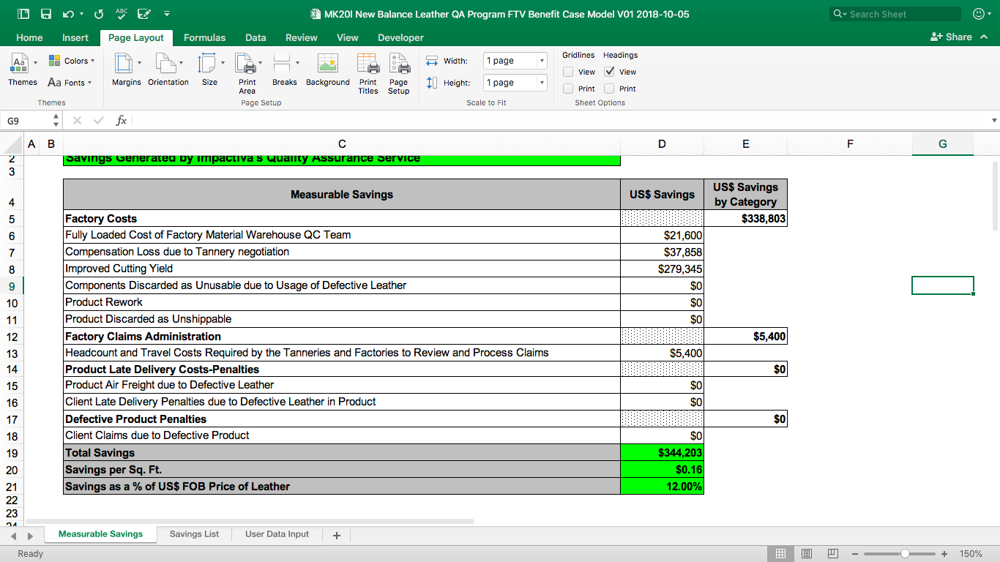 ABC
MK20I New Balance Leather QA Program FTV Benefit Case Model V01 2018-10-05
Search Sheet
Home Insert Page Layout Formulas Data Review View Developer
Share
Aa Colors
Themes Aa Fonts
Themes
Margins Orientation Size Print Area Breaks Background Print Titles Page Setup
Page Setup
Width: 1 page
Height: 1 page
Scale to Fit
Gridlines Headings
View View
Print Print
Sheet Options
G9 fx
A B C D E F G
2 Savings Generated by Impactiva's Quality Assurance Service
3
4 Measurable Savings US$ Savings US$ Savings by Category
5 Factory Costs $338,803
6 Fully Loaded Cost of Factory Material Warehouse QC Team $21,600
7 Compensation Loss due to Tannery negotiation $37,858
8 Improved Cutting Yield $279,345
9 Components Discarded as Unusable due to Usage of Defective Leather $0
10 Product Rework $0
11 Product Discarded as Unshippable $0
12 Factory Claims Administration $5,400
13 Headcount and Travel Costs Required by the Tanneries and Factories to Review and Process Claims $5,400
14 Product Late Delivery Costs-Penalties $0
15 Product Air Freight due to Defective Leather $0
16 Client Late Delivery Penalties due to Defective Leather in Product $0
17 Defective Product Penalties $0
18 Client Claims due to Defective Product $0
19 Total Savings $344,203
20 Savings per Sq. Ft. $0.16
21 Savings as a % of US$ FOB Price of Leather 12.00%
22
23
24
Measurable Savings Savings List User Data Input +
Ready
150%